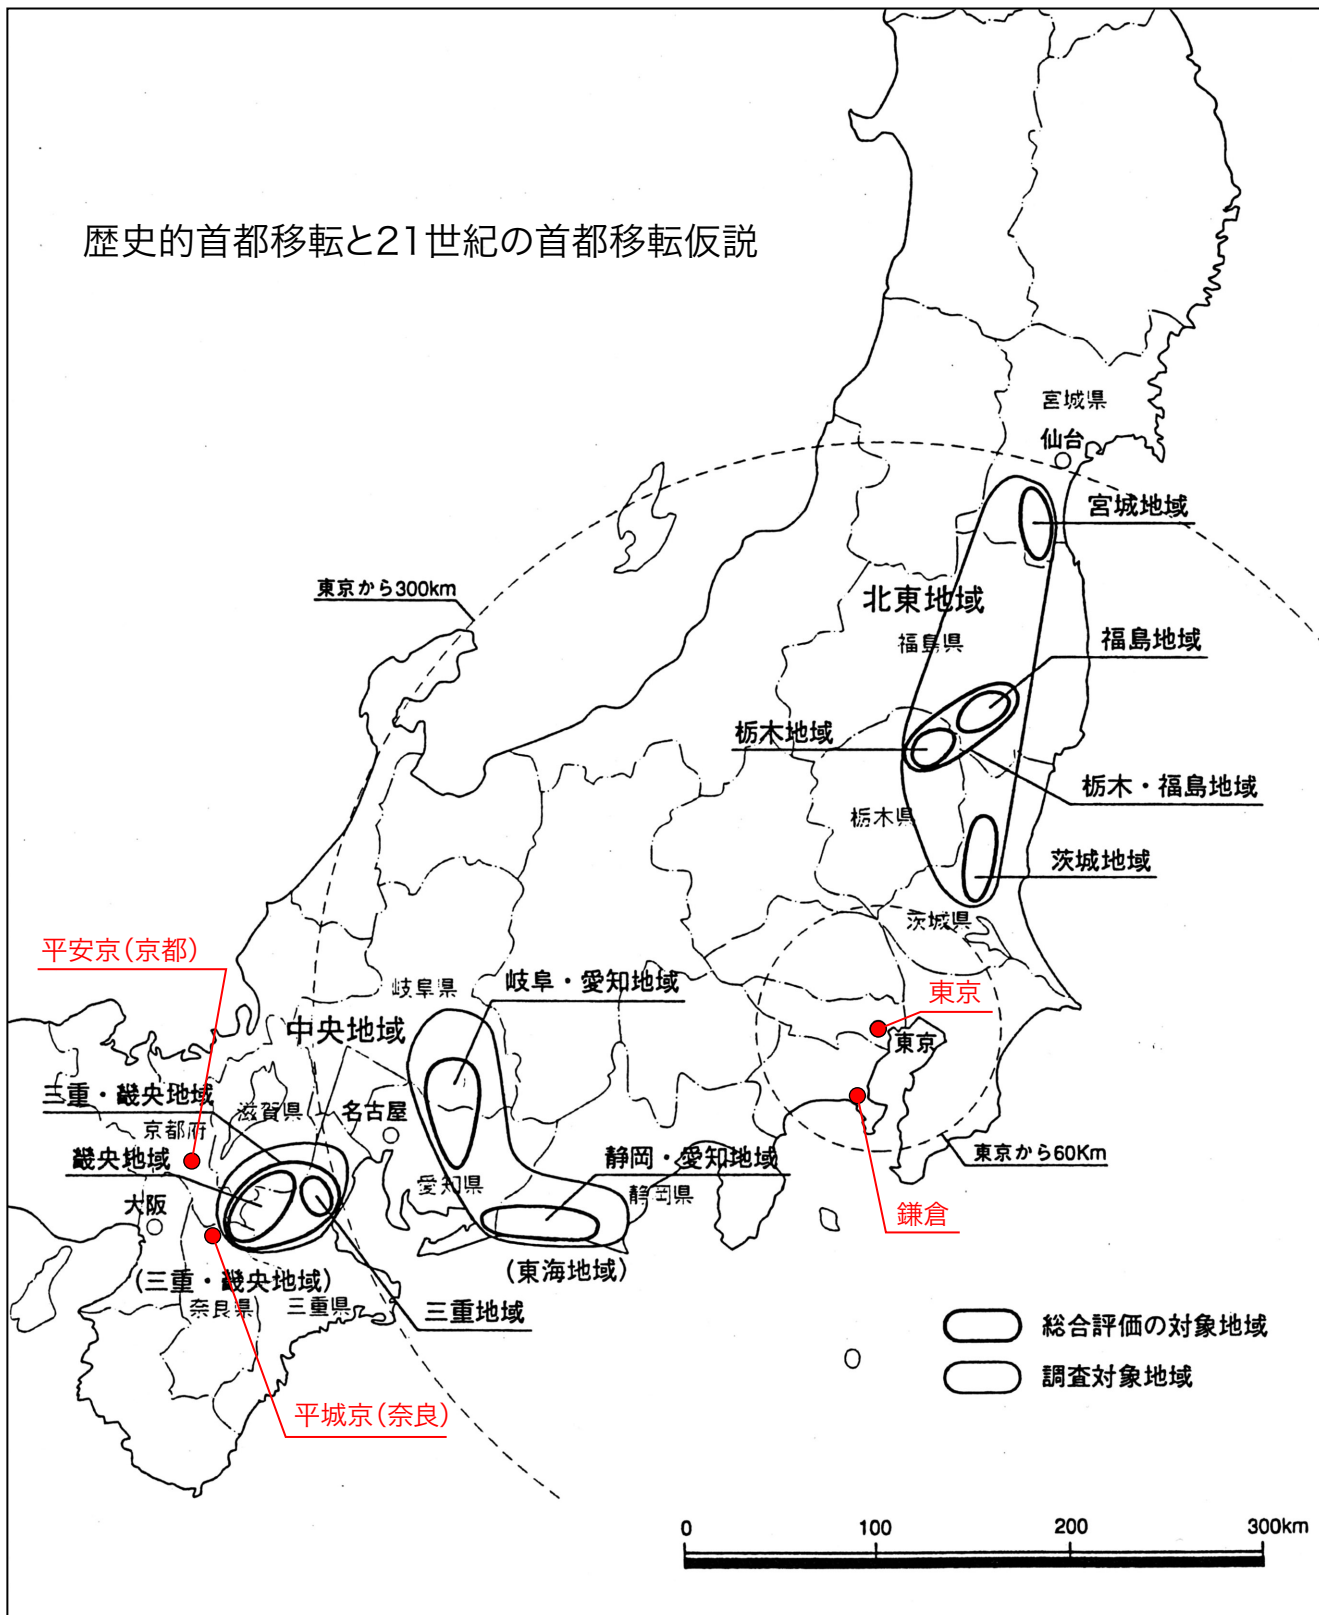 歴史的首都移転と21世紀の首都移転仮説
宮城県
仙台
宮城地域
東京から300km
北東地域
福島県
福島地域
栃木地域
栃木・福島地域
栃木県
茨城地域
茨城県
平安京(京都)
岐阜県
岐阜・愛知地域
東京
中央地域
東京
三重・畿央地域
滋賀県
名古屋
京都府
東京から60Km
畿央地域
静岡・愛知地域
愛知県
静岡県
大阪
鎌倉
(三重・畿央地域)
(東海地域)
奈良県
三重県
三重地域
総合評価の対象地域
調査対象地域
平城京(奈良)
0 100 200 300km